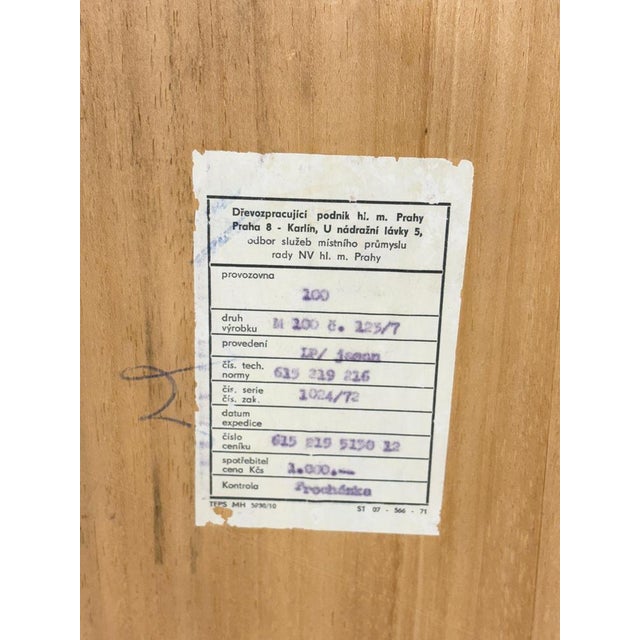 Dřevozpracující podnik hl. m. Prahy
Praha 8 - Karlín, U nádražní lávky 5,
odbor služeb místního průmyslu
rady NV hl. m. Prahy
provozovna
100
druh
výrobku M 100 č. 123/7
provedení LP/ jasan
čís. tech.
normy 615 219 216
čís. serie
čís. zak. 1024/72
datum
expedice
číslo
ceníku 615 219 5130 12
spotřebitel
cena Kčs 1.000.--
Kontrola Procházka
TEPS MH 5230/10 ST 07 - 566 - 71